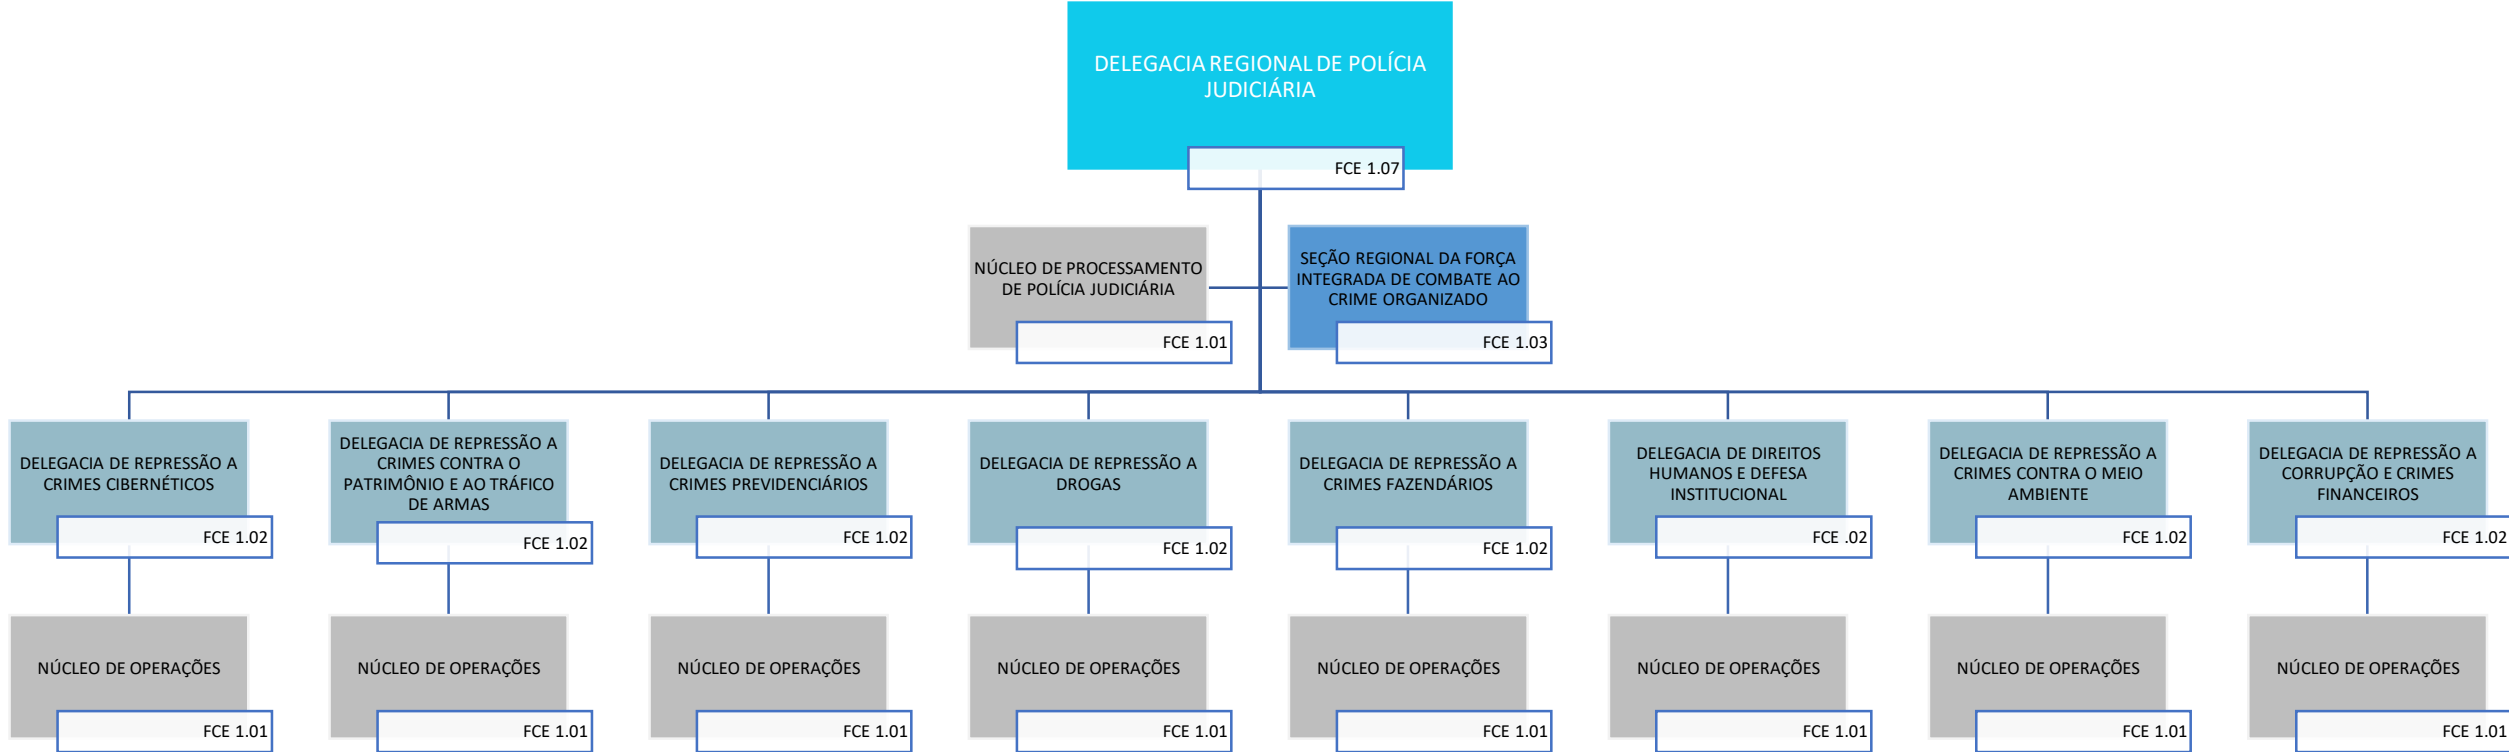 DELEGACIA REGIONAL DE POLÍCIA
JUDICIÁRIA
FCE 1.07
NÚCLEO DE PROCESSAMENTO
DE POLÍCIA JUDICIÁRIA
FCE 1.01
SEÇÃO REGIONAL DA FORÇA
INTEGRADA DE COMBATE AO
CRIME ORGANIZADO
FCE 1.03
DELEGACIA DE REPRESSÃO A
CRIMES CIBERNÉTICOS
FCE 1.02
DELEGACIA DE REPRESSÃO A
CRIMES CONTRA O
PATRIMÔNIO E AO TRÁFICO
DE ARMAS
FCE 1.02
DELEGACIA DE REPRESSÃO A
CRIMES PREVIDENCIÁRIOS
FCE 1.02
DELEGACIA DE REPRESSÃO A
DROGAS
FCE 1.02
DELEGACIA DE REPRESSÃO A
CRIMES FAZENDÁRIOS
FCE 1.02
DELEGACIA DE DIREITOS
HUMANOS E DEFESA
INSTITUCIONAL
FCE .02
DELEGACIA DE REPRESSÃO A
CRIMES CONTRA O MEIO
AMBIENTE
FCE 1.02
DELEGACIA DE REPRESSÃO A
CORRUPÇÃO E CRIMES
FINANCEIROS
FCE 1.02
NÚCLEO DE OPERAÇÕES
FCE 1.01
NÚCLEO DE OPERAÇÕES
FCE 1.01
NÚCLEO DE OPERAÇÕES
FCE 1.01
NÚCLEO DE OPERAÇÕES
FCE 1.01
NÚCLEO DE OPERAÇÕES
FCE 1.01
NÚCLEO DE OPERAÇÕES
FCE 1.01
NÚCLEO DE OPERAÇÕES
FCE 1.01
NÚCLEO DE OPERAÇÕES
FCE 1.01